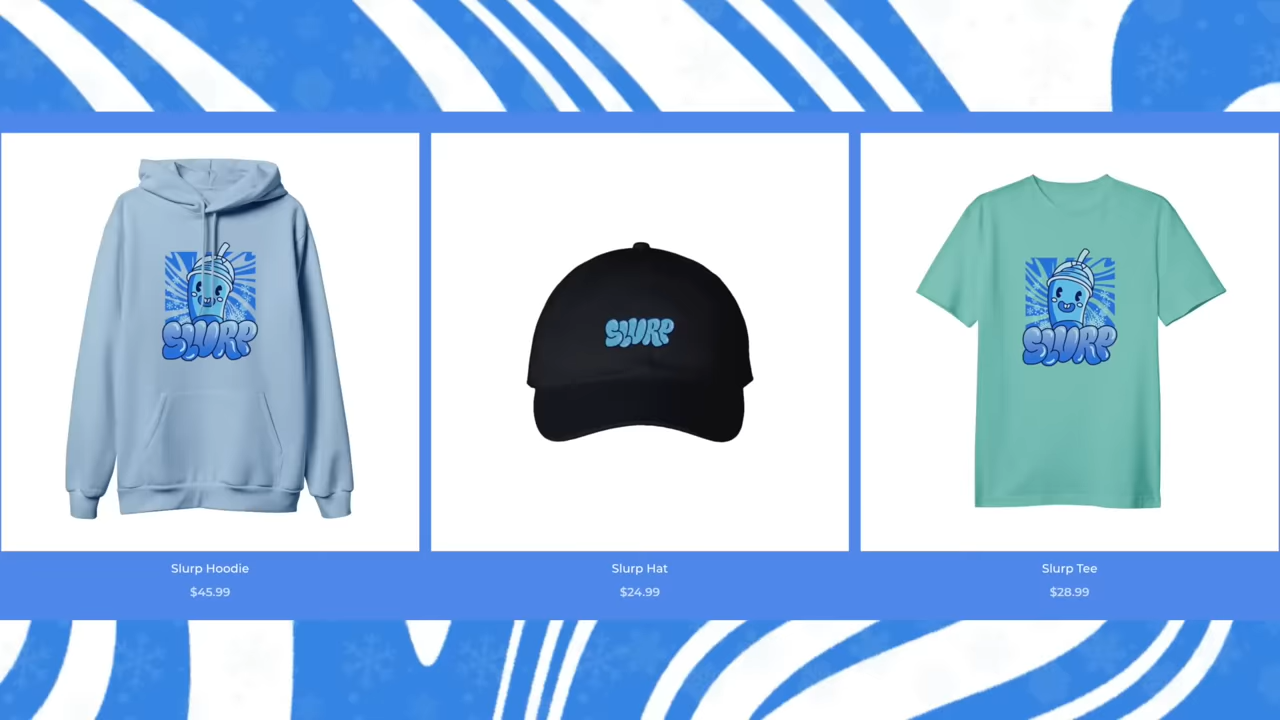 SLURP
SLURP
SLURP
Slurp Hoodie
Slurp Hat
Slurp Tee
$45.99
$24.99
$28.99